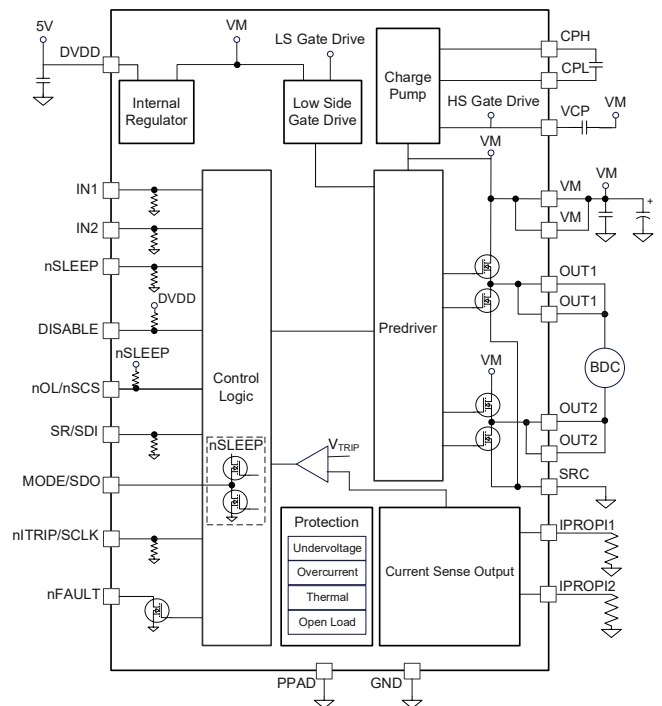 5V
DVDD
VM
LS Gate Drive
CPH
CPL
Internal
Regulator
Low Side
Gate Drive
Charge
Pump
HS Gate Drive
VCP
VM
VM
IN1
IN2
nSLEEP
DVDD
DISABLE
nSLEEP
nOL/nSCS
SR/SDI
MODE/SDO
nITRIP/SCLK
nFAULT
Control
Logic
nSLEEP
VTRIP
Predriver
VM
VM
VM
VM
+
OUT1
OUT1
BDC
OUT2
OUT2
SRC
Protection
Undervoltage
Overcurrent
Thermal
Open Load
Current Sense Output
IPROPI1
IPROPI2
PPAD
GND